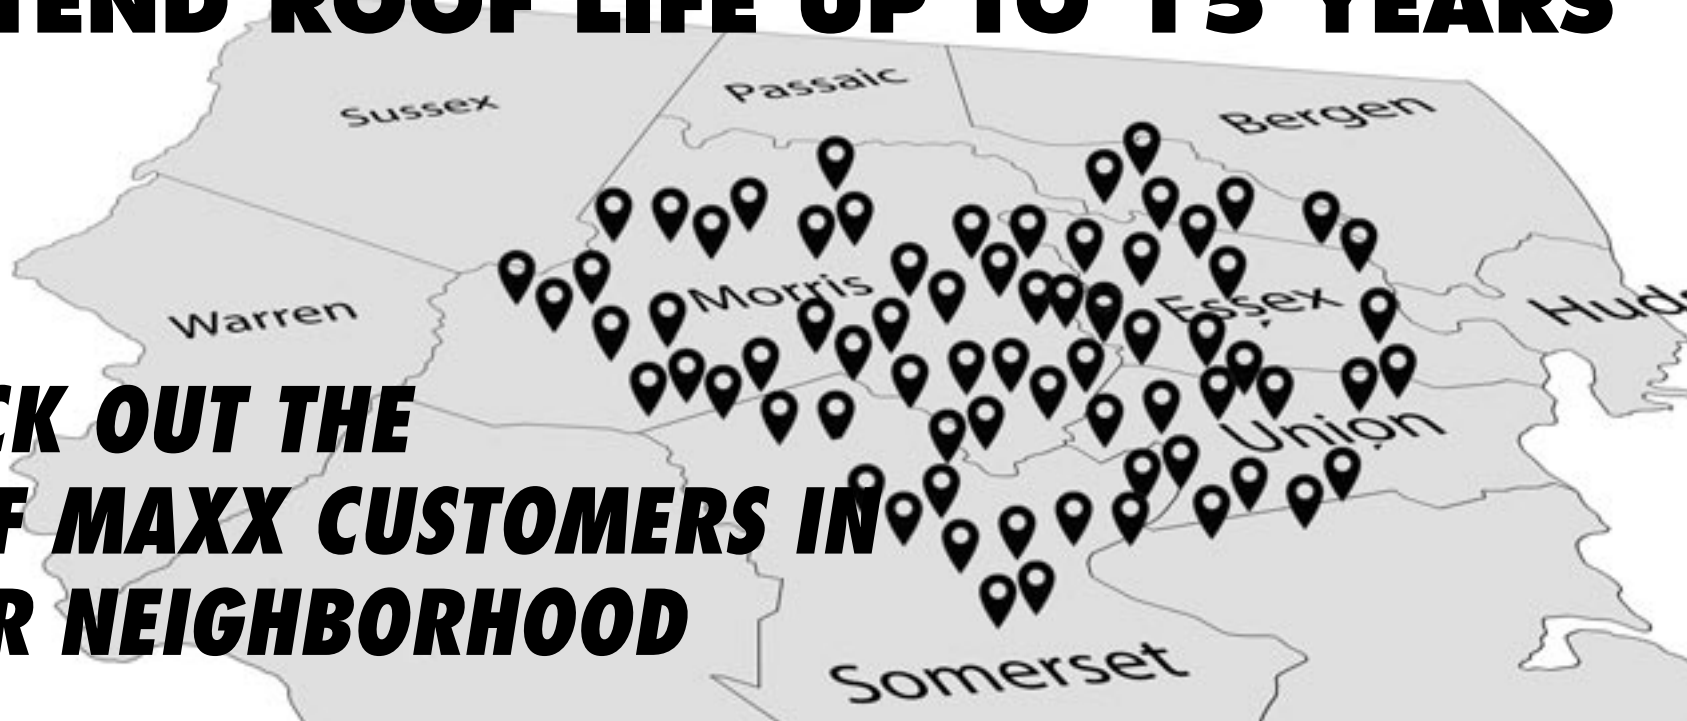 TEND ROOF LIFE UP TO 15 YEARS
Passaic
Sussex
Bergen
Morris
Essex
Warren
Huds
CK OUT THE
Union
F MAXX CUSTOMERS IN
R NEIGHBORHOOD
Somerset